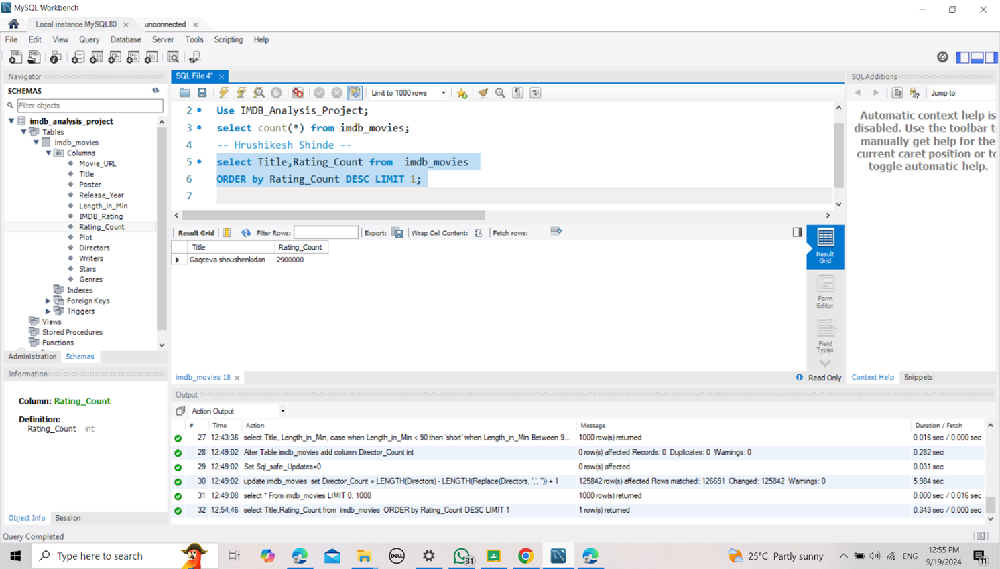 MySQL Workbench
Local instance MySQL80
unconnected
File Edit View Query Database Server Tools Scripting Help
Navigator
SCHEMAS
Filter objects
imdb_analysis_project
Tables
imdb_movies
Columns
Movie_URL
Title
Poster
Release_Year
Length_in_Min
IMDB_Rating
Rating_Count
Plot
Directors
Writers
Stars
Genres
Indexes
Foreign Keys
Triggers
Views
Stored Procedures
Functions
Administration Schemas
Information
Column: Rating_Count
Definition:
Rating_Count int
Object Info Session
Query Completed
SQL File 4*
Limit to 1000 rows
2 Use IMDB_Analysis_Project;
3 select count(*) from imdb_movies;
4 -- Hrushikesh Shinde --
5 select Title,Rating_Count from  imdb_movies
6 ORDER by Rating_Count DESC LIMIT 1;
7
Result Grid Filter Rows: Export: Wrap Cell Content: Fetch rows:
Title Rating_Count
Gaqceva shoushenkidan 2900000
Result Grid
Form Editor
Field Types
imdb_movies 18
Read Only
SQLAdditions
Jump to
Automatic context help is
disabled. Use the toolbar t
manually get help for the
current caret position or to
toggle automatic help.
Context Help Snippets
Output
Action Output
# Time Action Message Duration / Fetch
27 12:43:36 select Title, Length_in_Min, case when Length_in_Min < 90 then 'short' when Length_in_Min Between 9... 1000 row(s) returned 0.016 sec / 0.000 sec
28 12:49:02 Alter Table imdb_movies add column Director_Count int 0 row(s) affected Records: 0 Duplicates: 0 Warnings: 0 0.282 sec
29 12:49:02 Set Sql_safe_Updates=0 0 row(s) affected 0.031 sec
30 12:49:02 update imdb_movies set Director_Count = LENGTH(Directors) - LENGTH(Replace(Directors, ',', '')) + 1 125842 row(s) affected Rows matched: 126691 Changed: 125842 Warnings: 0 5.984 sec
31 12:49:08 select * From imdb_movies LIMIT 0, 1000 1000 row(s) returned 0.000 sec / 0.016 sec
32 12:54:46 select Title,Rating_Count from imdb_movies ORDER by Rating_Count DESC LIMIT 1 1 row(s) returned 0.343 sec / 0.000 sec
Type here to search
DELL
31
25°C Partly sunny
ENG
12:55 PM
9/19/2024
11